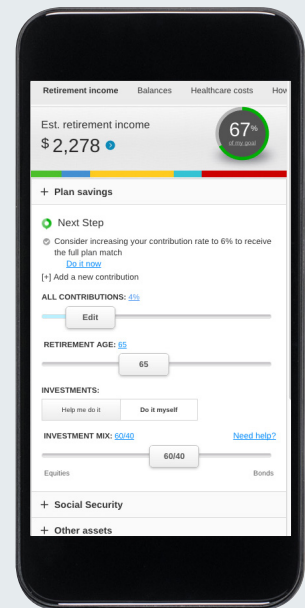 Retirement income Balances Healthcare costs How
Est. retirement income
$2,278
67%
of my goal
+ Plan savings
Next Step
Consider increasing your contribution rate to 6% to receive
the full plan match
Do it now
[+] Add a new contribution
ALL CONTRIBUTIONS: 4%
Edit
RETIREMENT AGE: 65
65
INVESTMENTS:
Help me do it Do it myself
INVESTMENT MIX: 60/40 Need help?
60/40
Equities Bonds
+ Social Security
+ Other assets